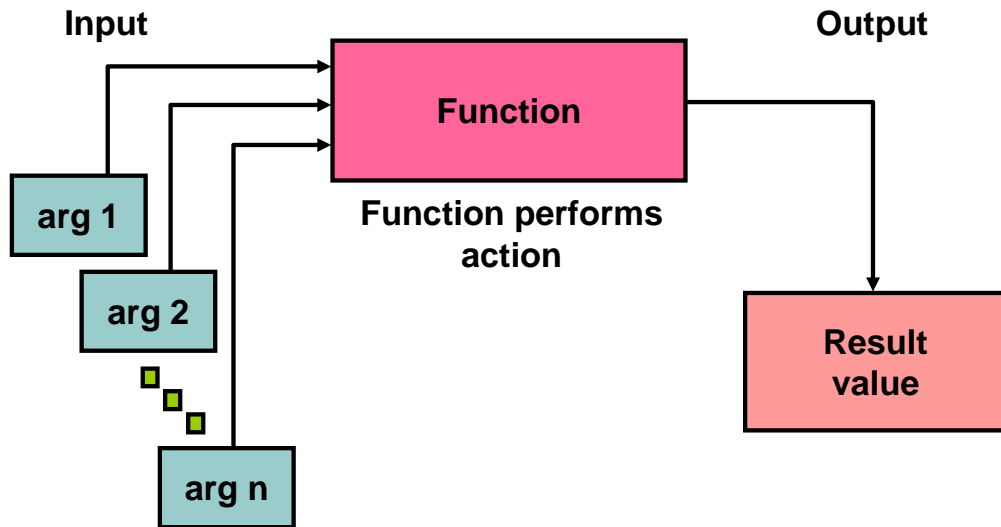 Input
Output
Function
arg 1
Function performs
action
arg 2
Result
value
arg n